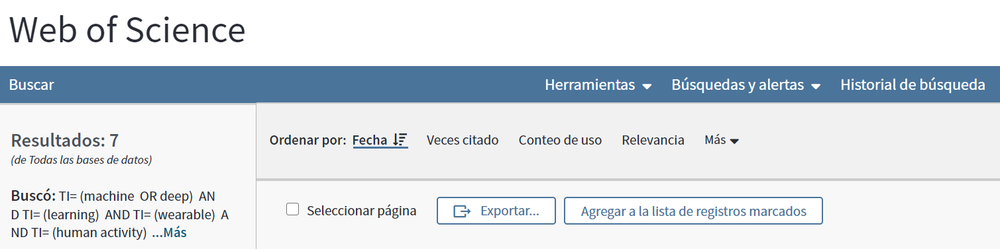 Web of Science
Buscar
Herramientas
Búsquedas y alertas
Historial de búsqueda
Resultados: 7
(de Todas las bases de datos)
Buscó: TI= (machine OR deep) AN
D TI= (learning) AND TI= (wearable) A
ND TI= (human activity) ...Más
Ordenar por: Fecha Veces citado Conteo de uso Relevancia Más
Seleccionar página
Exportar...
Agregar a la lista de registros marcados